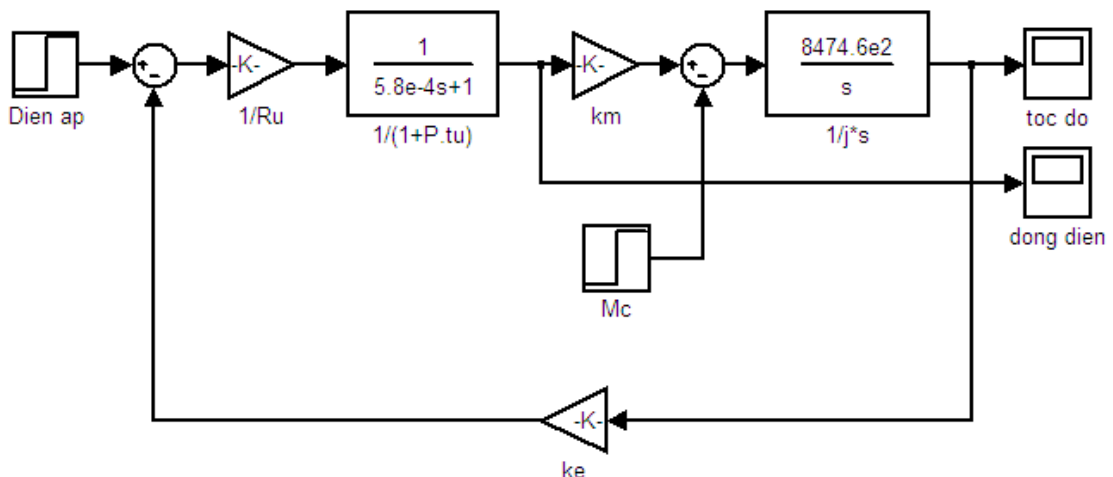 Dien ap
+
-
-K-
1/Ru
1
5.8e-4s+1
1/(1+P.tu)
-K-
km
+
-
8474.6e2
s
1/j*s
toc do
dong dien
Mc
-K-
ke